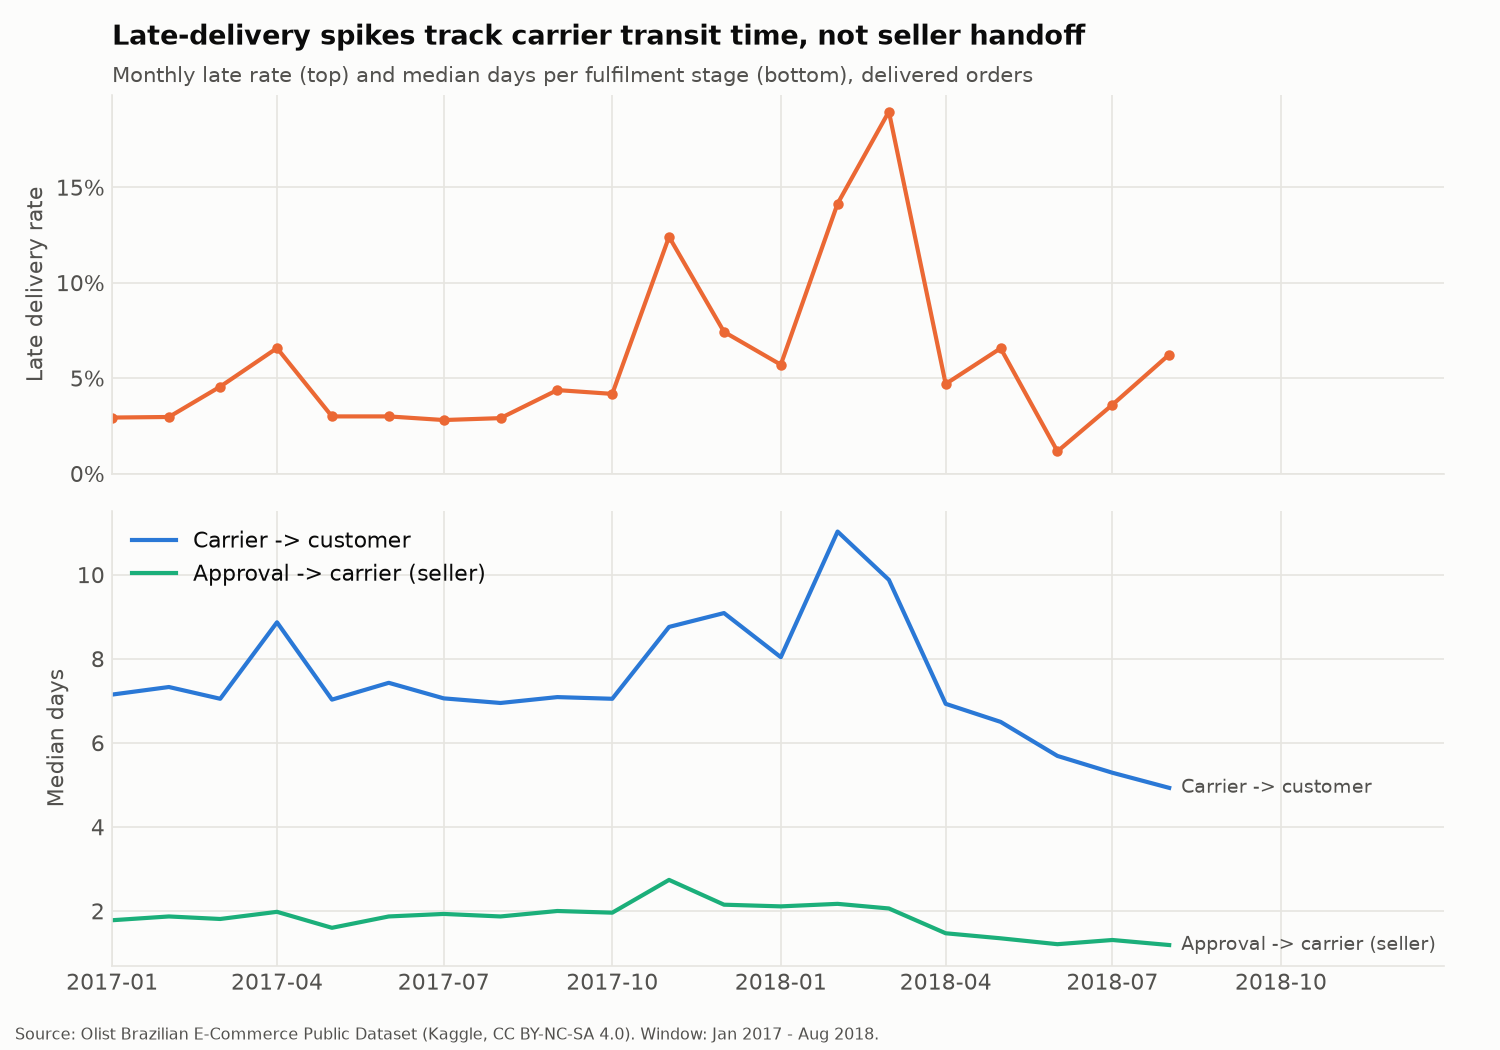 Late-delivery spikes track carrier transit time, not seller handoff
Monthly late rate (top) and median days per fulfilment stage (bottom), delivered orders
Late delivery rate
15%
10%
5%
0%
Carrier -> customer
Approval -> carrier (seller)
Median days
10
8
6
4
2
Carrier -> customer
Approval -> carrier (seller)
2017-01 2017-04 2017-07 2017-10 2018-01 2018-04 2018-07 2018-10
Source: Olist Brazilian E-Commerce Public Dataset (Kaggle, CC BY-NC-SA 4.0). Window: Jan 2017 - Aug 2018.